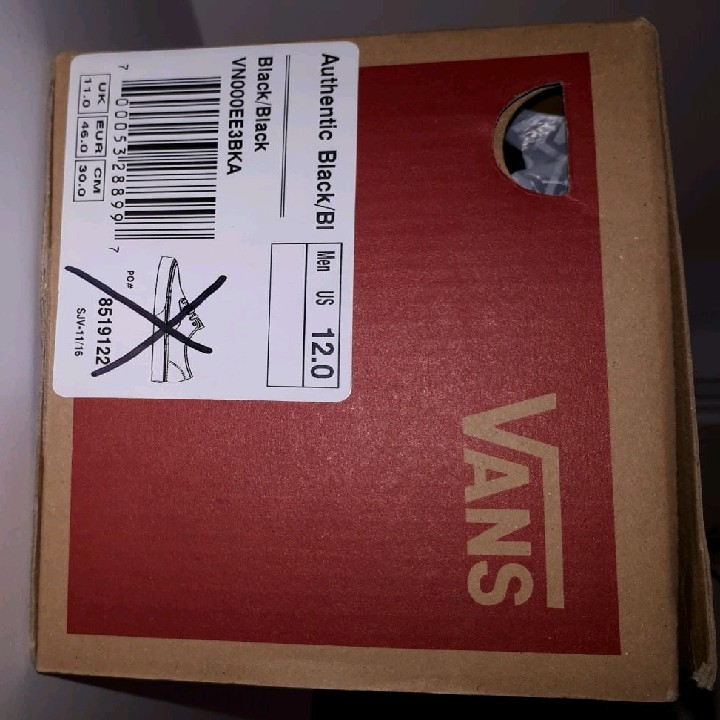 Authentic Black/Bl
Black/Black
VN000EE3BKA
Men US 12.0
7 00053 28899 7
UK EUR CM
11.0 46.0 30.0
PO# 8519122
SJV-11/16
VANS